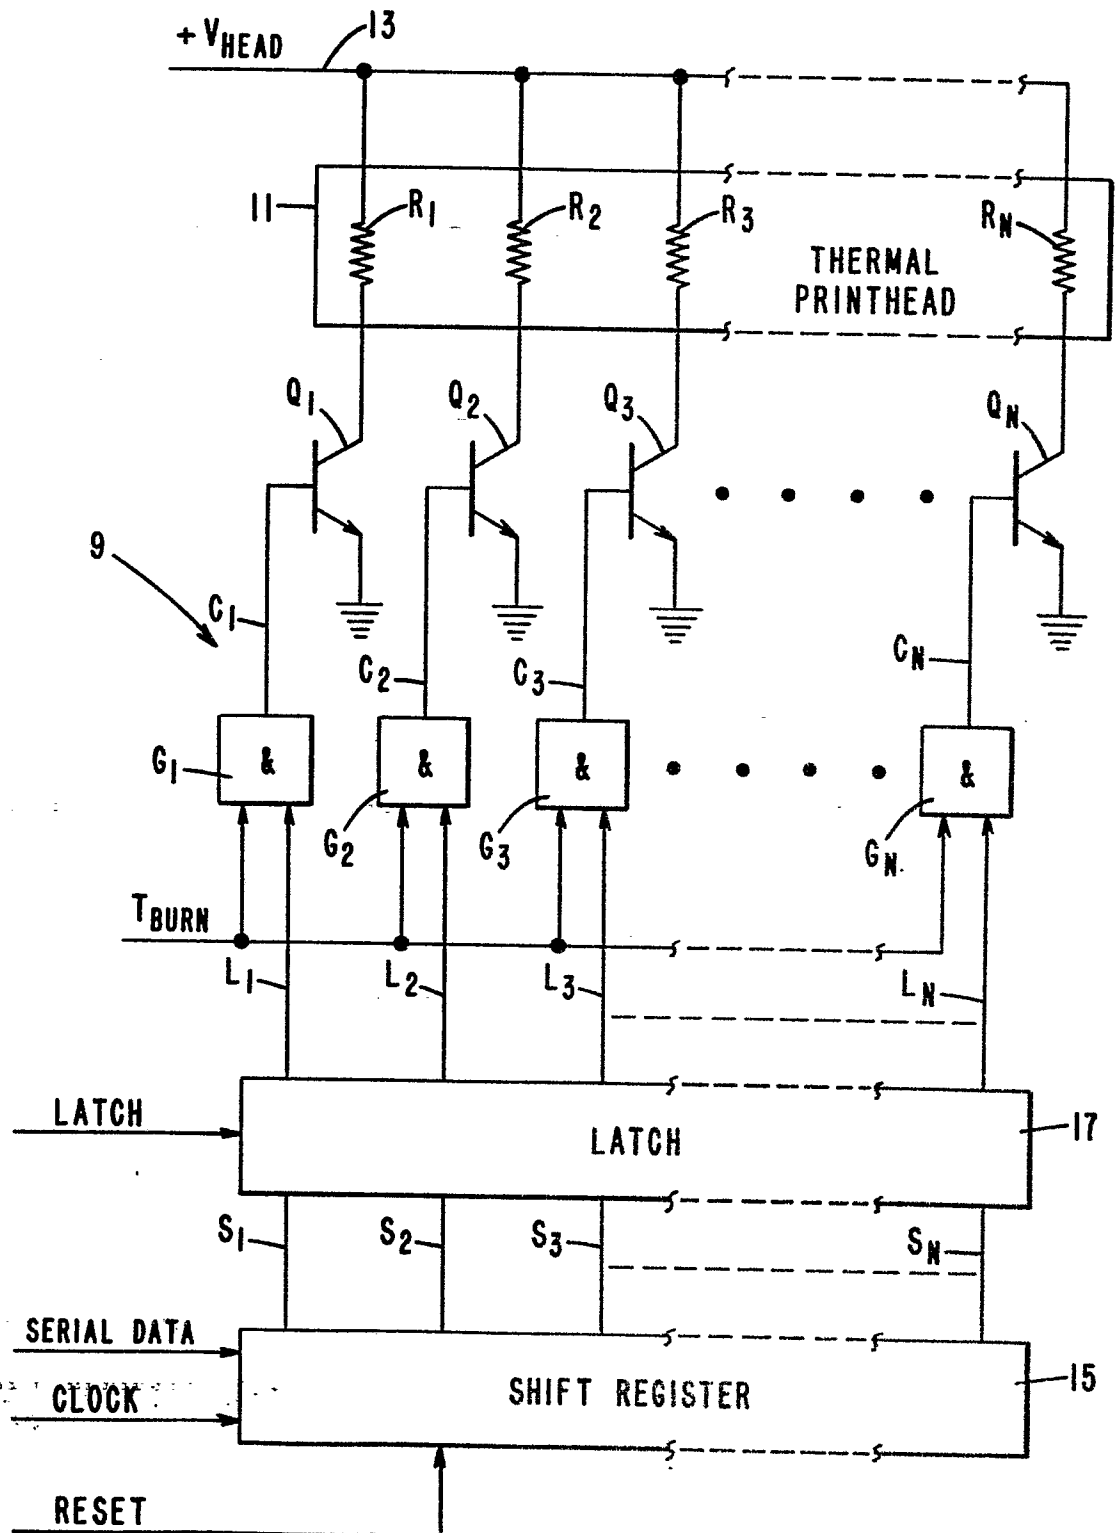 + VHEAD 13
11
R1 R2 R3 RN
THERMAL
PRINTHEAD
Q1 Q2 Q3 QN
9
C1
C2 C3 CN
G1 & & & &
G2 G3 GN
TBURN
L1 L2 L3 LN
LATCH
LATCH
17
S1 S2 S3 SN
SERIAL DATA
CLOCK
SHIFT REGISTER
15
RESET